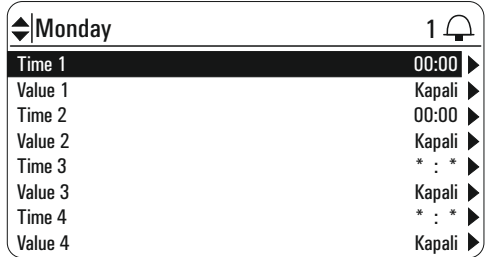 Monday 1
Time 1 00:00
Value 1 Kapali
Time 2 00:00
Value 2 Kapali
Time 3 * : *
Value 3 Kapali
Time 4 * : *
Value 4 Kapali